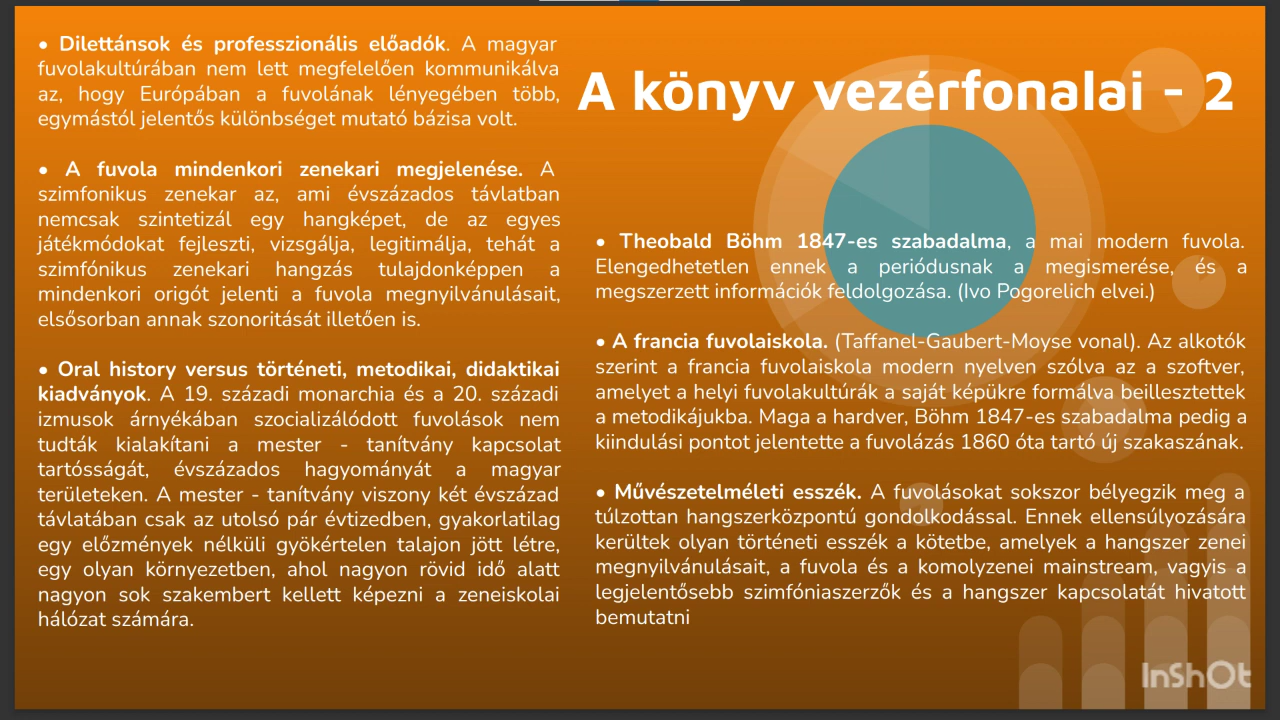 A könyv vezérfonalai - 2
• Dilettánsok és professzionális előadók. A magyar
fuvolakultúrában nem lett megfelelően kommunikálva
az, hogy Európában a fuvolának lényegében több,
egymástól jelentős különbséget mutató bázisa volt.
• A fuvola mindenkori zenekari megjelenése. A
szimfonikus zenekar az, ami évszázados távlatban
nemcsak szintetizál egy hangképet, de az egyes
játékmódokat fejleszti, vizsgálja, legitimálja, tehát a
szimfónikus zenekari hangzás tulajdonképpen a
mindenkori origót jelenti a fuvola megnyilvánulásait,
elsősorban annak szonoritását illetően is.
• Oral history versus történeti, metodikai, didaktikai
kiadványok. A 19. századi monarchia és a 20. századi
izmusok árnyékában szocializálódott fuvolások nem
tudták kialakítani a mester - tanítvány kapcsolat
tartósságát, évszázados hagyományát a magyar
területeken. A mester - tanítvány viszony két évszázad
távlatában csak az utolsó pár évtizedben, gyakorlatilag
egy előzmények nélküli gyökértelen talajon jött létre,
egy olyan környezetben, ahol nagyon rövid idő alatt
nagyon sok szakembert kellett képezni a zeneiskolai
hálózat számára.
• Theobald Böhm 1847-es szabadalma, a mai modern fuvola.
Elengedhetetlen ennek a periódusnak a megismerése, és a
megszerzett információk feldolgozása. (Ivo Pogorelich elvei.)
• A francia fuvolaiskola. (Taffanel-Gaubert-Moyse vonal). Az alkotók
szerint a francia fuvolaiskola modern nyelven szólva az a szoftver,
amelyet a helyi fuvolakultúrák a saját képükre formálva beillesztettek
a metodikájukba. Maga a hardver, Böhm 1847-es szabadalma pedig a
kiindulási pontot jelentette a fuvolázás 1860 óta tartó új szakaszának.
• Művészetelméleti esszék. A fuvolásokat sokszor bélyegzik meg a
túlzottan hangszerközpontú gondolkodással. Ennek ellensúlyozására
kerültek olyan történeti esszék a kötetbe, amelyek a hangszer zenei
megnyilvánulásait, a fuvola és a komolyzenei mainstream, vagyis a
legjelentősebb szimfóniaszerzők és a hangszer kapcsolatát hivatott
bemutatni
InShOt